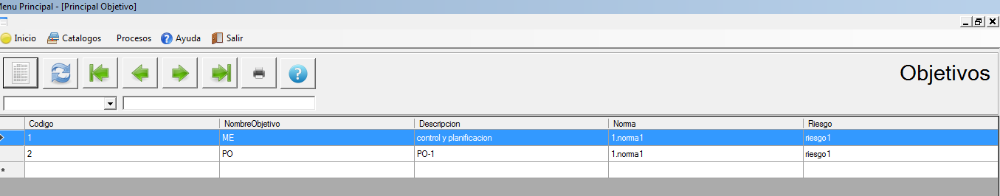 Menu Principal - [Principal Objetivo]
Inicio Catalogos Procesos ? Ayuda Salir
?
Objetivos
Codigo NombreObjetivo Descripcion Norma Riesgo
1 ME control y planificacion 1.norma1 riesgo1
2 PO PO-1 1.norma1 riesgo1
*